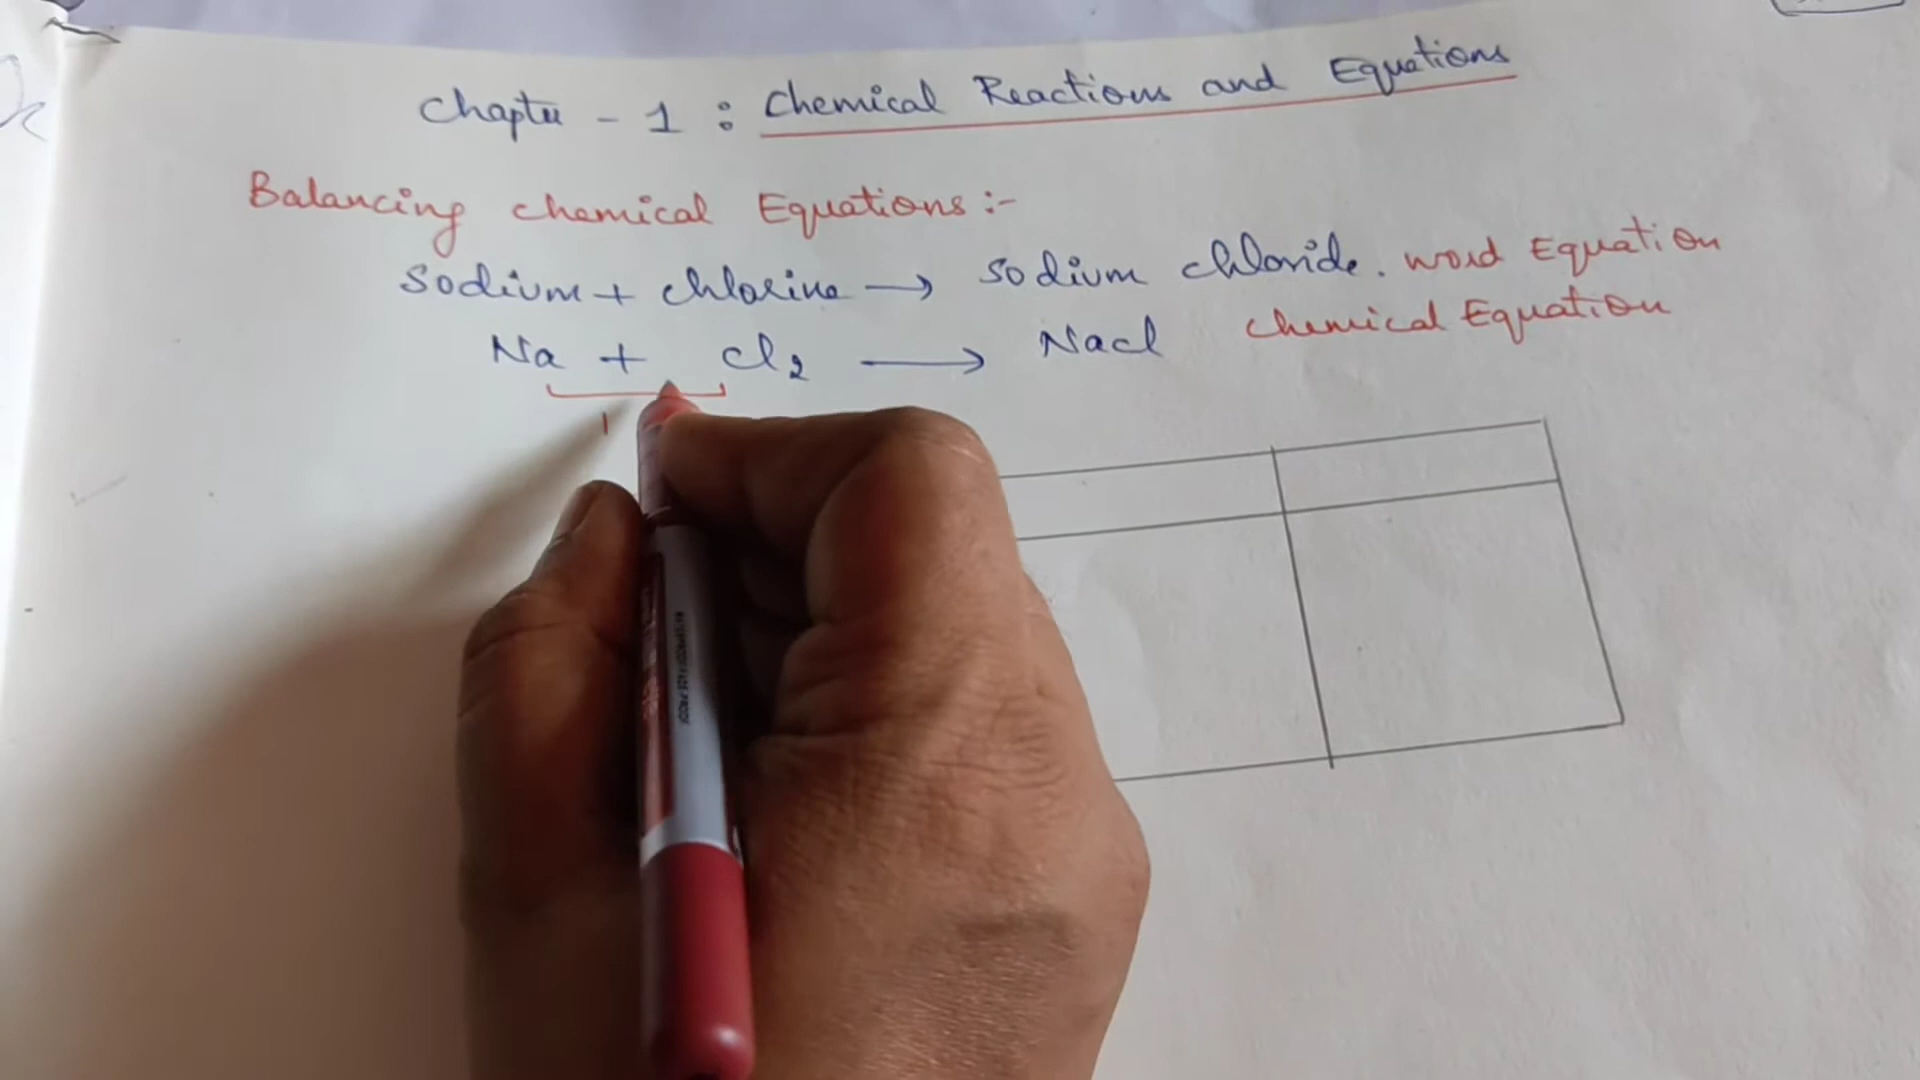 Chapter - 1 : Chemical Reactions and Equations
Balancing chemical Equations :-
Sodium + chlorine → sodium chloride. word Equation
Na + Cl₂ → Nacl chemical Equation